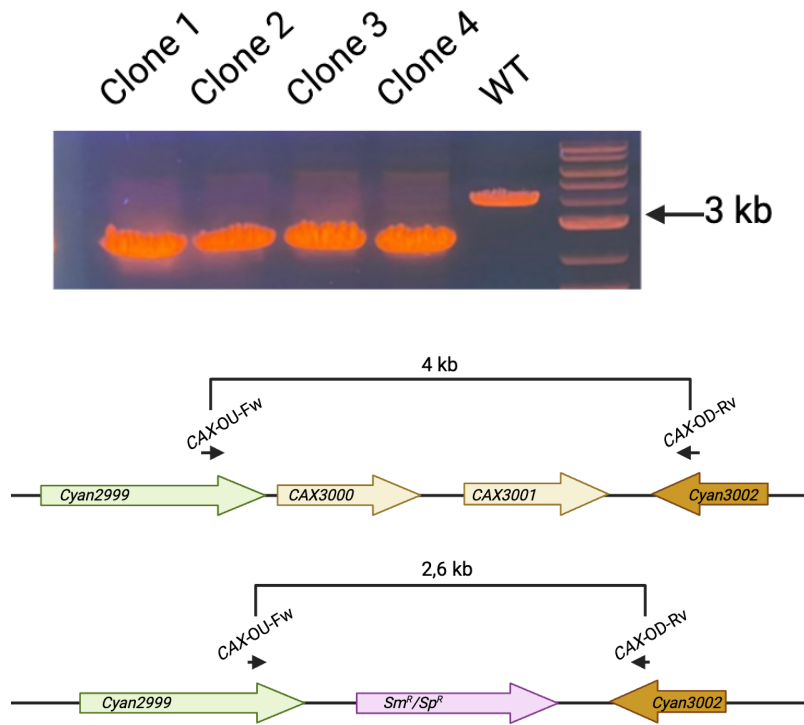 Clone 1 Clone 2 Clone 3 Clone 4 WT
3 kb
4 kb
CAX-OU-Fw CAX-OD-Rv
Cyan2999 CAX3000 CAX3001 Cyan3002
2,6 kb
CAX-OU-Fw CAX-OD-Rv
Cyan2999 Smᴿ/Spᴿ Cyan3002